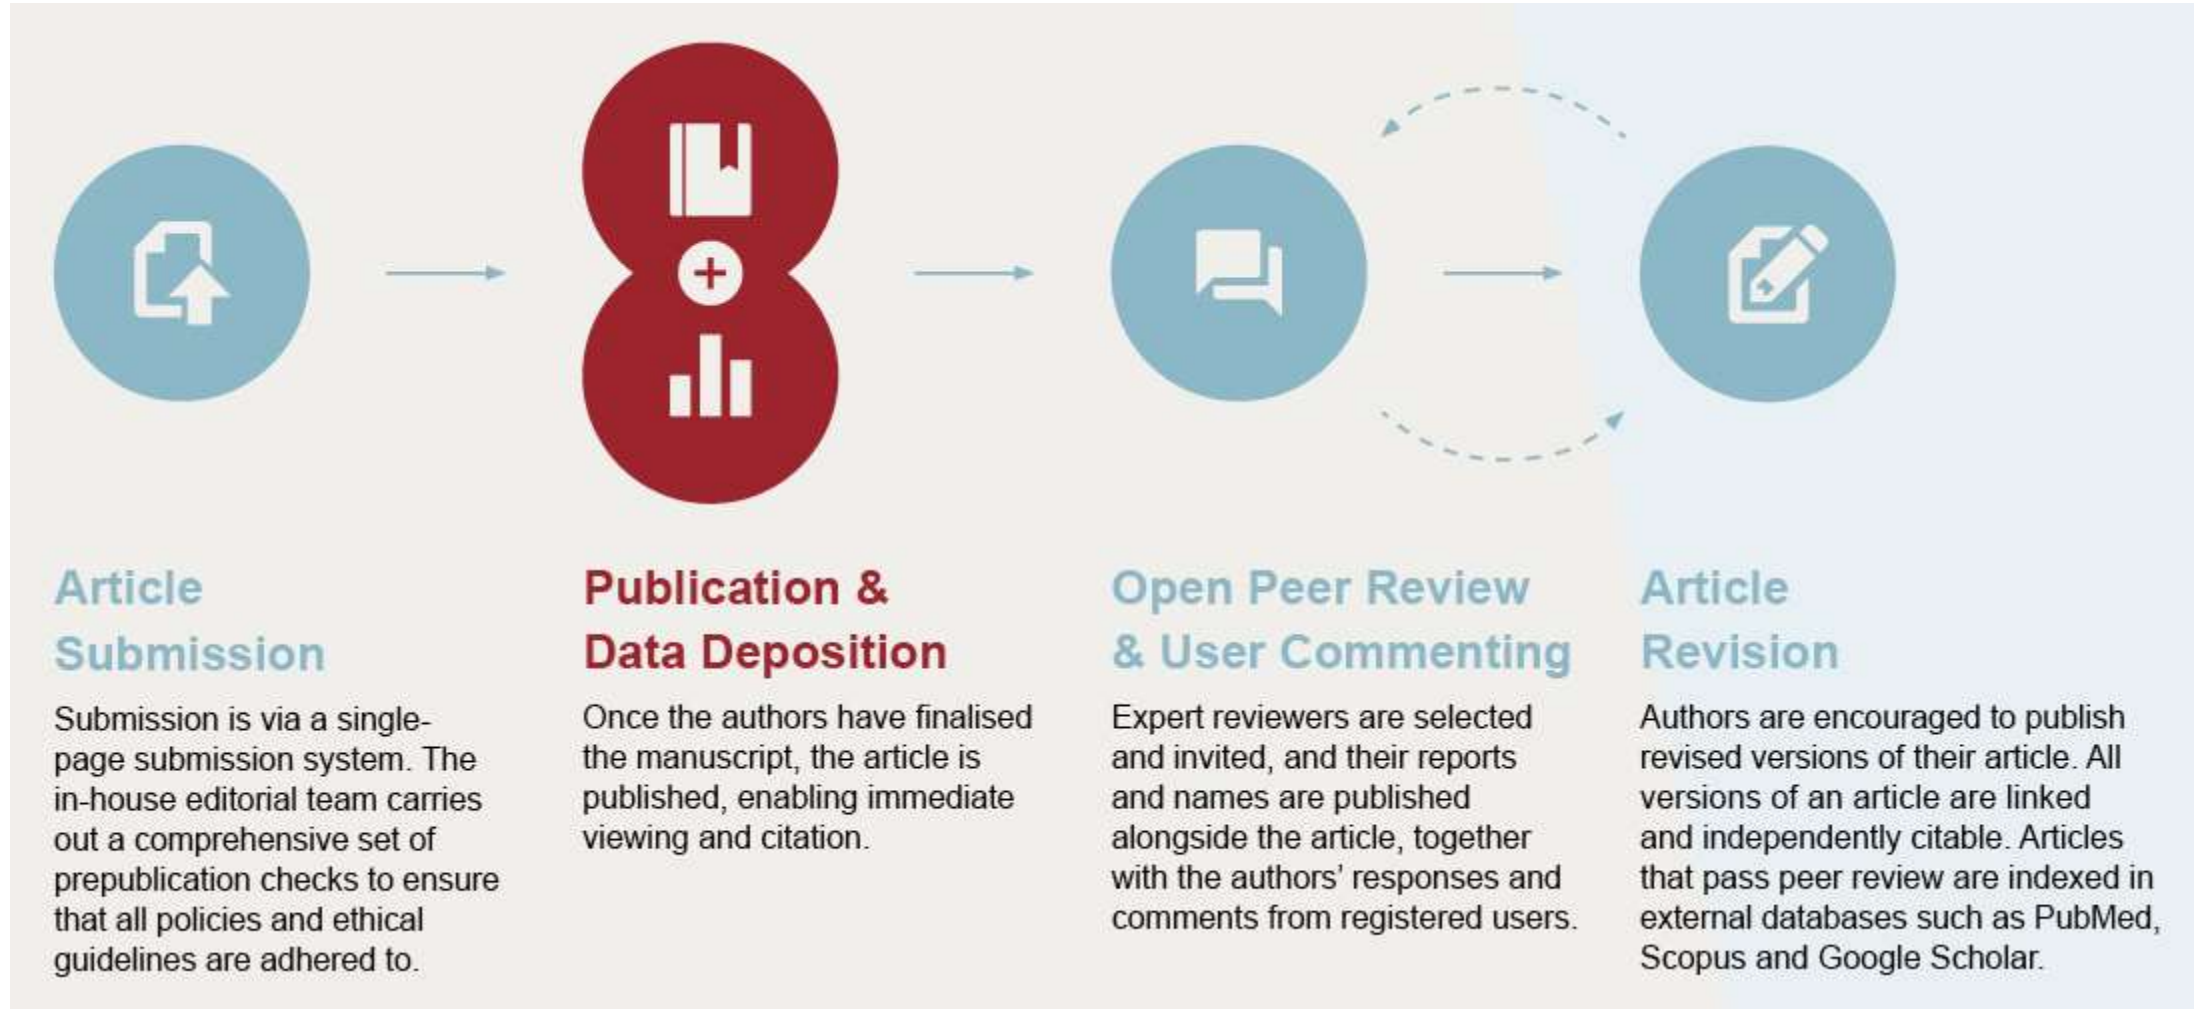 Article
Submission
Submission is via a single-
page submission system. The
in-house editorial team carries
out a comprehensive set of
prepublication checks to ensure
that all policies and ethical
guidelines are adhered to.
Publication &
Data Deposition
Once the authors have finalised
the manuscript, the article is
published, enabling immediate
viewing and citation.
Open Peer Review
& User Commenting
Expert reviewers are selected
and invited, and their reports
and names are published
alongside the article, together
with the authors’ responses and
comments from registered users.
Article
Revision
Authors are encouraged to publish
revised versions of their article. All
versions of an article are linked
and independently citable. Articles
that pass peer review are indexed in
external databases such as PubMed,
Scopus and Google Scholar.